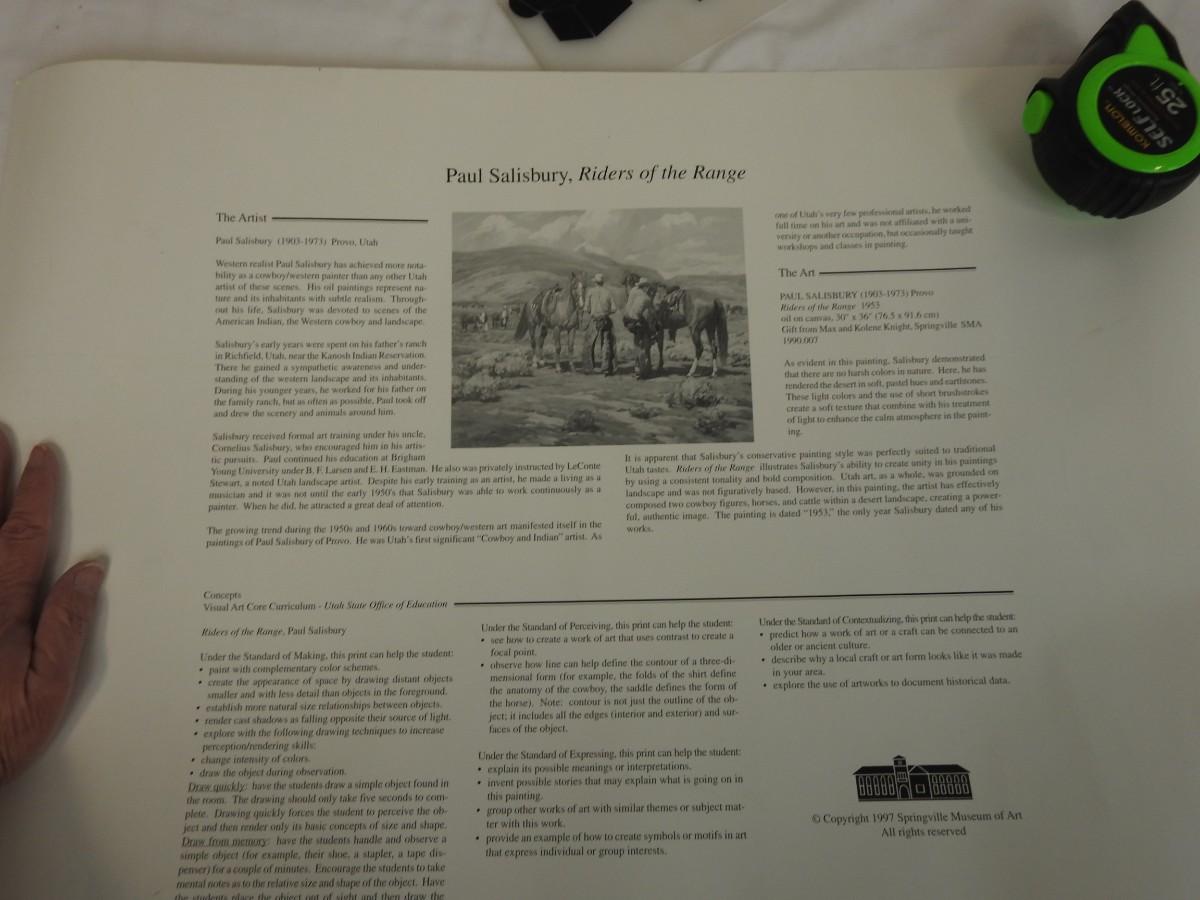 KOMELON
SELF LOCK
25 ft
Paul Salisbury, Riders of the Range
The Artist
Paul Salisbury (1903-1973) Provo, Utah
Western realist Paul Salisbury has achieved more nota-
bility as a cowboy/western painter than any other Utah
artist of these scenes. His oil paintings represent na-
ture and its inhabitants with subtle realism. Through-
out his life, Salisbury was devoted to scenes of the
American Indian, the Western cowboy and landscape.
Salisbury's early years were spent on his father's ranch
in Richfield, Utah, near the Kanosh Indian Reservation.
There he gained a sympathetic awareness and under-
standing of the western landscape and its inhabitants.
During his younger years, he worked for his father on
the family ranch, but as often as possible, Paul took off
and drew the scenery and animals around him.
Salisbury received formal art training under his uncle,
Cornelius Salisbury, who encouraged him in his artis-
tic pursuits. Paul continued his education at Brigham
Young University under B. F. Larsen and E. H. Eastman. He also was privately instructed by LeConte
Stewart, a noted Utah landscape artist. Despite his early training as an artist, he made a living as a
musician and it was not until the early 1950's that Salisbury was able to work continuously as a
painter. When he did, he attracted a great deal of attention.
The growing trend during the 1950s and 1960s toward cowboy/western art manifested itself in the
paintings of Paul Salisbury of Provo. He was Utah's first significant "Cowboy and Indian" artist. As
one of Utah's very few professional artists, he worked
full time on his art and was not affiliated with a uni-
versity or another occupation, but occasionally taught
workshops and classes in painting.
The Art
PAUL SALISBURY (1903-1973) Provo
Riders of the Range 1953
oil on canvas, 30" x 36" (76.5 x 91.6 cm)
Gift from Max and Kolene Knight, Springville SMA
1990.007
As evident in this painting, Salisbury demonstrated
that there are no harsh colors in nature. Here, he has
rendered the desert in soft, pastel hues and earthtones.
These light colors and the use of short brushstrokes
create a soft texture that combine with his treatment
of light to enhance the calm atmosphere in the paint-
ing.
It is apparent that Salisbury's conservative painting style was perfectly suited to traditional
Utah tastes. Riders of the Range illustrates Salisbury's ability to create unity in his paintings
by using a consistent tonality and bold composition. Utah art, as a whole, was grounded on
landscape and was not figuratively based. However, in this painting, the artist has effectively
composed two cowboy figures, horses, and cattle within a desert landscape, creating a power-
ful, authentic image. The painting is dated "1953," the only year Salisbury dated any of his
works.
Concepts
Visual Art Core Curriculum - Utah State Office of Education
Riders of the Range, Paul Salisbury
Under the Standard of Making, this print can help the student:
• paint with complementary color schemes.
• create the appearance of space by drawing distant objects
smaller and with less detail than objects in the foreground.
• establish more natural size relationships between objects.
• render cast shadows as falling opposite their source of light.
• explore with the following drawing techniques to increase
perception/rendering skills:
• change intensity of colors.
• draw the object during observation.
Draw quickly: have the students draw a simple object found in
the room. The drawing should only take five seconds to com-
plete. Drawing quickly forces the student to perceive the ob-
ject and then render only its basic concepts of size and shape.
Draw from memory: have the students handle and observe a
simple object (for example, their shoe, a stapler, a tape dis-
penser) for a couple of minutes. Encourage the students to take
mental notes as to the relative size and shape of the object. Have
the students place the object out of sight and then draw the
Under the Standard of Perceiving, this print can help the student:
• see how to create a work of art that uses contrast to create a
focal point.
• observe how line can help define the contour of a three-di-
mensional form (for example, the folds of the shirt define
the anatomy of the cowboy, the saddle defines the form of
the horse). Note: contour is not just the outline of the ob-
ject; it includes all the edges (interior and exterior) and sur-
faces of the object.
Under the Standard of Expressing, this print can help the student:
• explain its possible meanings or interpretations.
• invent possible stories that may explain what is going on in
this painting.
• group other works of art with similar themes or subject mat-
ter with this work.
• provide an example of how to create symbols or motifs in art
that express individual or group interests.
Under the Standard of Contextualizing, this print can help the student:
• predict how a work of art or a craft can be connected to an
older or ancient culture.
• describe why a local craft or art form looks like it was made
in your area.
• explore the use of artworks to document historical data.
© Copyright 1997 Springville Museum of Art
All rights reserved